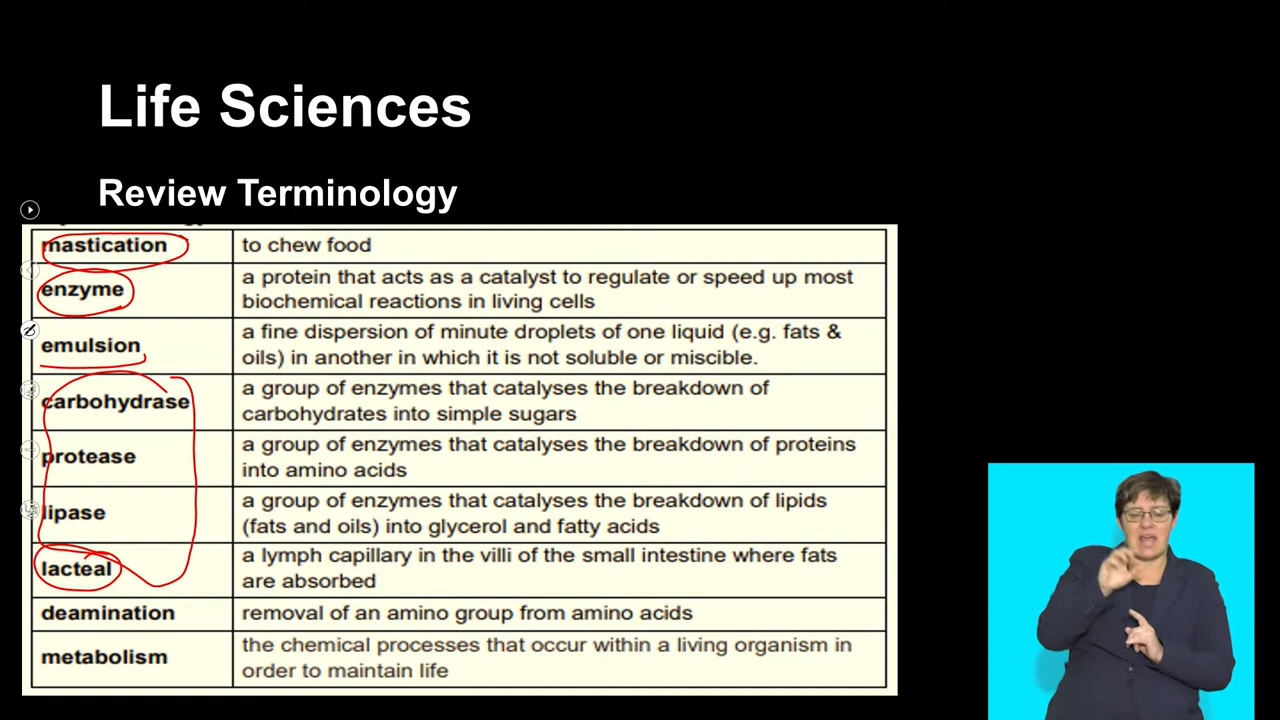 Life Sciences
Review Terminology
mastication to chew food
enzyme a protein that acts as a catalyst to regulate or speed up most
biochemical reactions in living cells
emulsion a fine dispersion of minute droplets of one liquid (e.g. fats &
oils) in another in which it is not soluble or miscible.
carbohydrase a group of enzymes that catalyses the breakdown of
carbohydrates into simple sugars
protease a group of enzymes that catalyses the breakdown of proteins
into amino acids
lipase a group of enzymes that catalyses the breakdown of lipids
(fats and oils) into glycerol and fatty acids
lacteal a lymph capillary in the villi of the small intestine where fats
are absorbed
deamination removal of an amino group from amino acids
metabolism the chemical processes that occur within a living organism in
order to maintain life